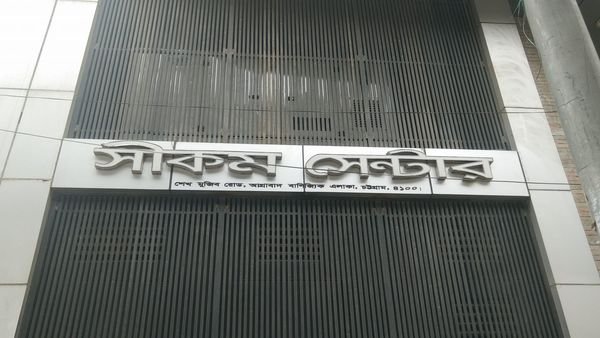 সীকম সেন্টার
শেখ মুজিব রোড, আগ্রাবাদ বাণিজ্যিক এলাকা, চট্টগ্রাম, ৪১০০।